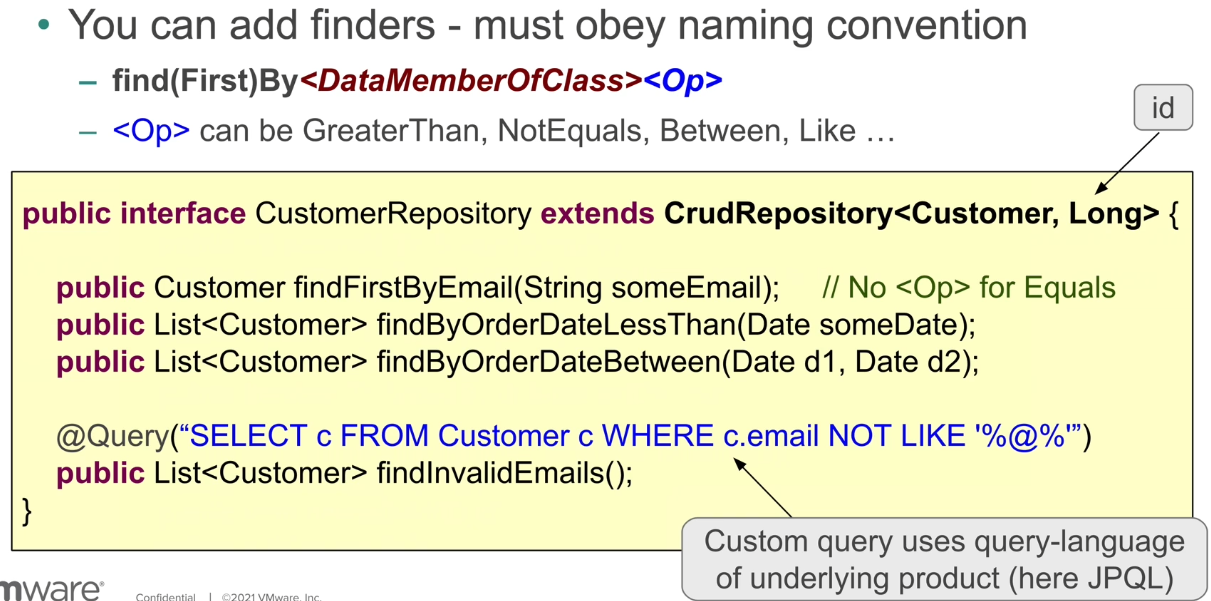 • You can add finders - must obey naming convention
– find(First)By<DataMemberOfClass><Op>
– <Op> can be GreaterThan, NotEquals, Between, Like …
id
public interface CustomerRepository extends CrudRepository<Customer, Long> {
public Customer findFirstByEmail(String someEmail); // No <Op> for Equals
public List<Customer> findByOrderDateLessThan(Date someDate);
public List<Customer> findByOrderDateBetween(Date d1, Date d2);
@Query(“SELECT c FROM Customer c WHERE c.email NOT LIKE '%@%'”)
public List<Customer> findInvalidEmails();
}
Custom query uses query-language
of underlying product (here JPQL)
mware®
Confidential | ©2021 VMware, Inc.